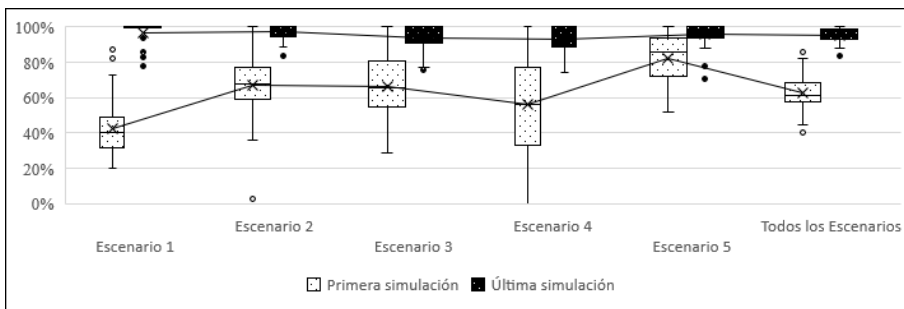 100%
80%
60%
40%
20%
0%
Escenario 2
Escenario 4
Todos los Escenarios
Escenario 1
Escenario 3
Escenario 5
Primera simulación
Última simulación